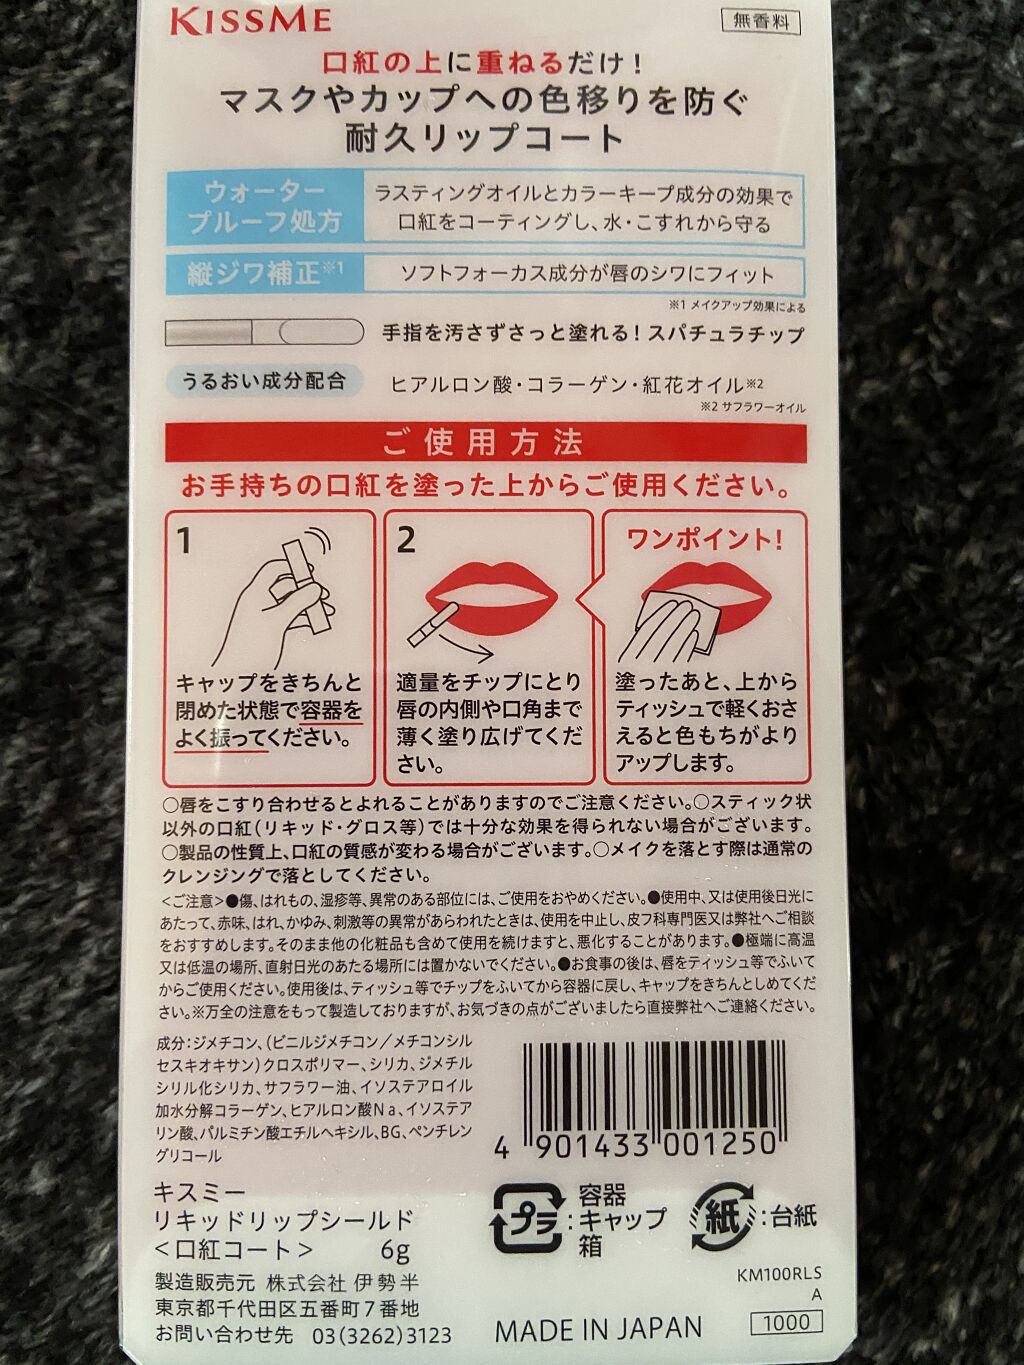 KISSME
無香料
口紅の上に重ねるだけ!
マスクやカップへの色移りを防ぐ
耐久リップコート
ウォーター
プルーフ処方
ラスティングオイルとカラーキープ成分の効果で
口紅をコーティングし、水・こすれから守る
縦ジワ補正※1
ソフトフォーカス成分が唇のシワにフィット
※1 メイクアップ効果による
手指を汚さずさっと塗れる!スパチュラチップ
うるおい成分配合
ヒアルロン酸・コラーゲン・紅花オイル※2
※2 サフラワーオイル
ご使用方法
お手持ちの口紅を塗った上からご使用ください。
1
キャップをきちんと
閉めた状態で容器を
よく振ってください。
2
適量をチップにとり
唇の内側や口角まで
薄く塗り広げてくだ
さい。
ワンポイント!
塗ったあと、上から
ティッシュで軽くおさ
えると色もちがより
アップします。
○唇をこすり合わせるとよれることがありますのでご注意ください。○スティック状
以外の口紅(リキッド・グロス等)では十分な効果を得られない場合がございます。
○製品の性質上、口紅の質感が変わる場合がございます。○メイクを落とす際は通常の
クレンジングで落としてください。
<ご注意>●傷、はれもの、湿疹等、異常のある部位には、ご使用をおやめください。●使用中、又は使用後日光に
あたって、赤味、はれ、かゆみ、刺激等の異常があらわれたときは、使用を中止し、皮フ科専門医又は弊社へご相談
をおすすめします。そのまま他の化粧品も含めて使用を続けますと、悪化することがあります。●極端に高温
又は低温の場所、直射日光のあたる場所には置かないでください。●お食事の後は、唇をティッシュ等でふいて
からご使用ください。使用後は、ティッシュ等でチップをふいてから容器に戻し、キャップをきちんとしめてくだ
さい。※万全の注意をもって製造しておりますが、お気づきの点がございましたら直接弊社へご連絡ください。
成分:ジメチコン、(ビニルジメチコン/メチコンシル
セスキオキサン)クロスポリマー、シリカ、ジメチル
シリル化シリカ、サフラワー油、イソステアロイル
加水分解コラーゲン、ヒアルロン酸Na、イソステア
リン酸、パルミチン酸エチルヘキシル、BG、ペンチレン
グリコール
4 901433 001250
キスミー
リキッドリップシールド
<口紅コート> 6g
プラ:容器
キャップ
箱
紙:台紙
製造販売元 株式会社 伊勢半
東京都千代田区五番町7番地
お問い合わせ先 03(3262)3123
KM100RLS
A
MADE IN JAPAN
1000